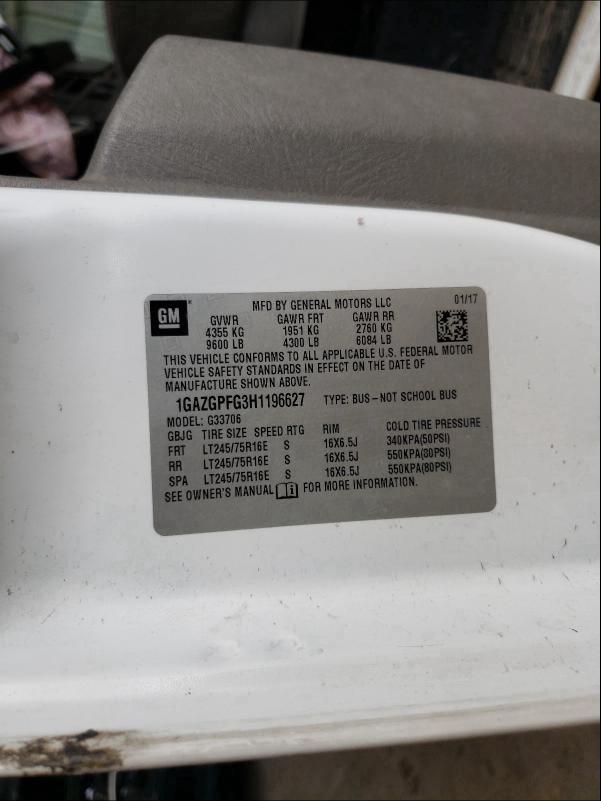 GM
MFD BY GENERAL MOTORS LLC 01/17
GVWR GAWR FRT GAWR RR
4355 KG 1951 KG 2760 KG
9600 LB 4300 LB 6084 LB
THIS VEHICLE CONFORMS TO ALL APPLICABLE U.S. FEDERAL MOTOR
VEHICLE SAFETY STANDARDS IN EFFECT ON THE DATE OF
MANUFACTURE SHOWN ABOVE.
1GAZGPFG3H1196627 TYPE: BUS-NOT SCHOOL BUS
MODEL: G33706
GBJG TIRE SIZE SPEED RTG RIM COLD TIRE PRESSURE
FRT LT245/75R16E S 16X6.5J 340KPA(50PSI)
RR LT245/75R16E S 16X6.5J 550KPA(80PSI)
SPA LT245/75R16E S 16X6.5J 550KPA(80PSI)
SEE OWNER'S MANUAL FOR MORE INFORMATION.